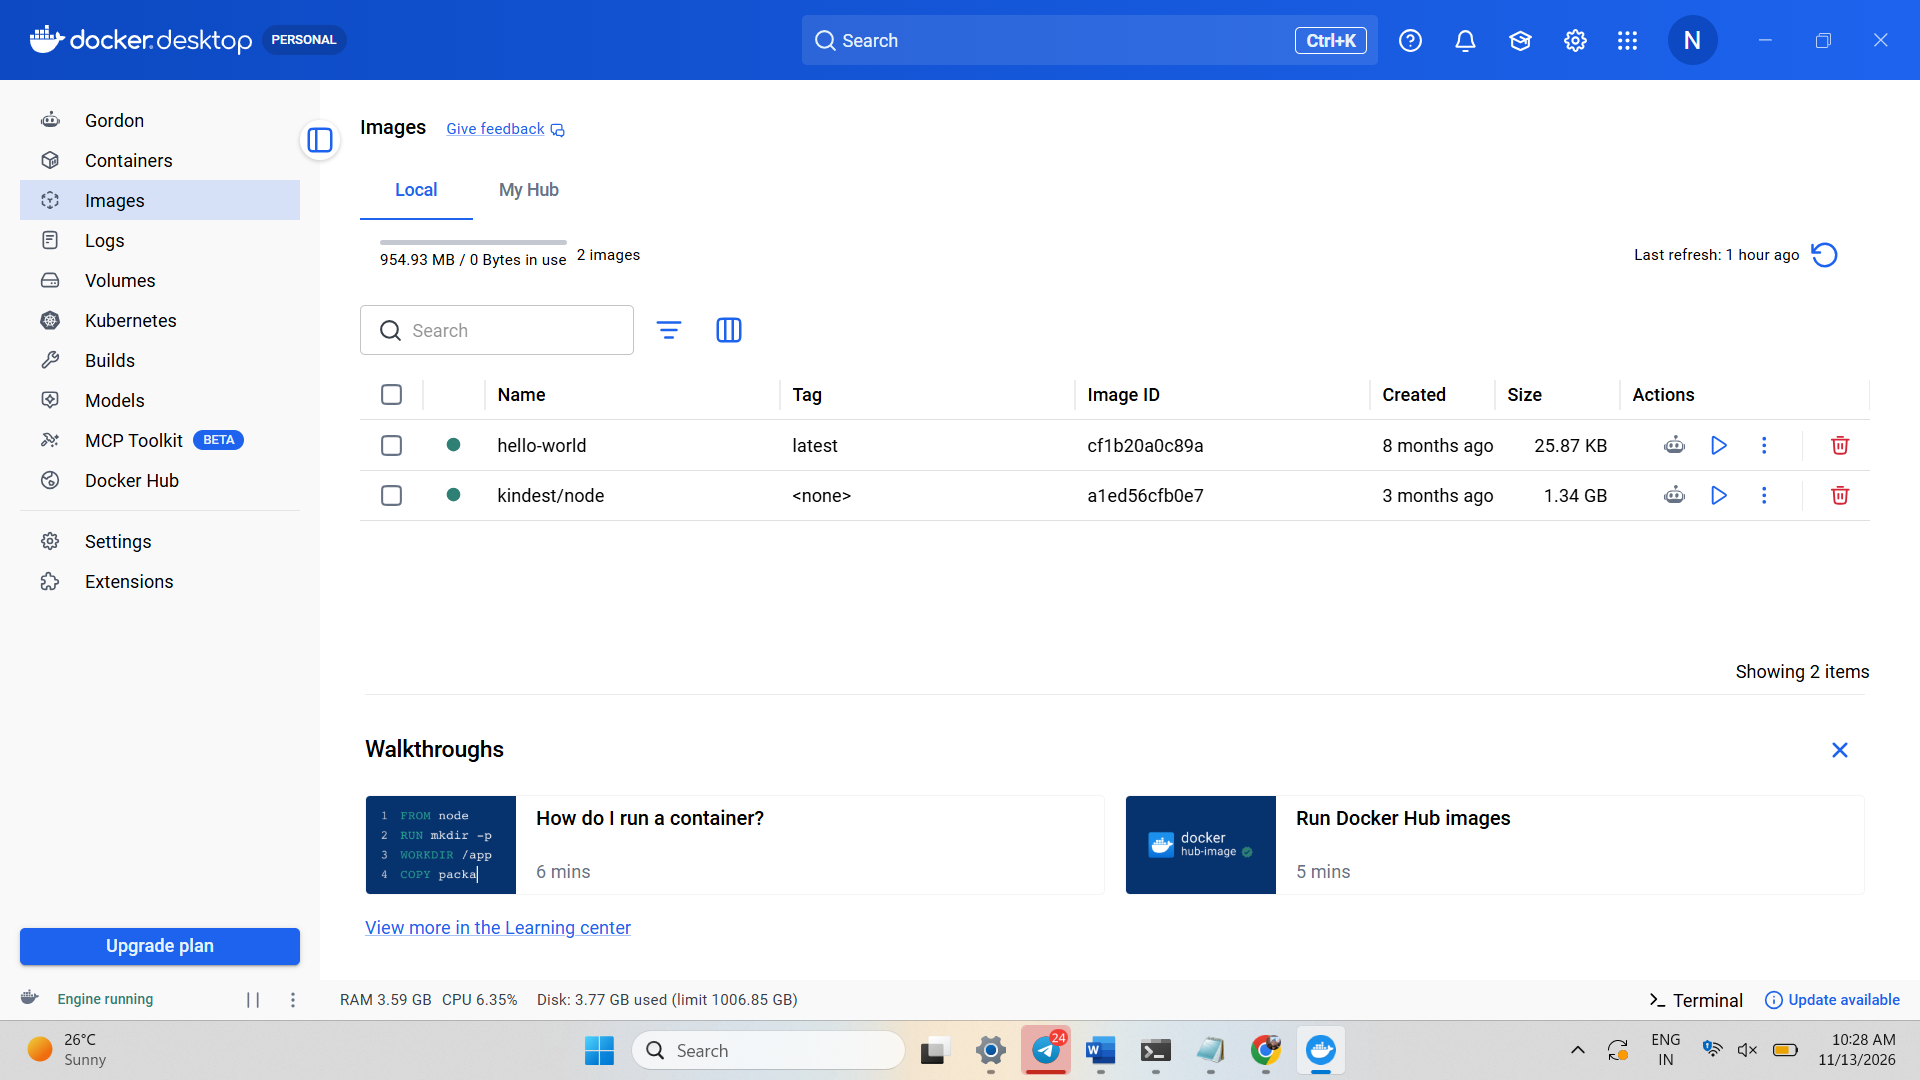 docker.desktop PERSONAL
Search Ctrl+K
N
Gordon
Containers
Images
Logs
Volumes
Kubernetes
Builds
Models
MCP Toolkit BETA
Docker Hub
Settings
Extensions
Upgrade plan
Images Give feedback
Local My Hub
954.93 MB / 0 Bytes in use 2 images
Last refresh: 1 hour ago
Search
Name Tag Image ID Created Size Actions
hello-world latest cf1b20a0c89a 8 months ago 25.87 KB
kindest/node <none> a1ed56cfb0e7 3 months ago 1.34 GB
Showing 2 items
Walkthroughs
1 FROM node
2 RUN mkdir -p
3 WORKDIR /app
4 COPY packa
How do I run a container?
6 mins
docker
hub-image
Run Docker Hub images
5 mins
View more in the Learning center
Engine running
RAM 3.59 GB CPU 6.35% Disk: 3.77 GB used (limit 1006.85 GB)
>_ Terminal
Update available
26°C
Sunny
Search
24
W
ENG
IN
10:28 AM
11/13/2026